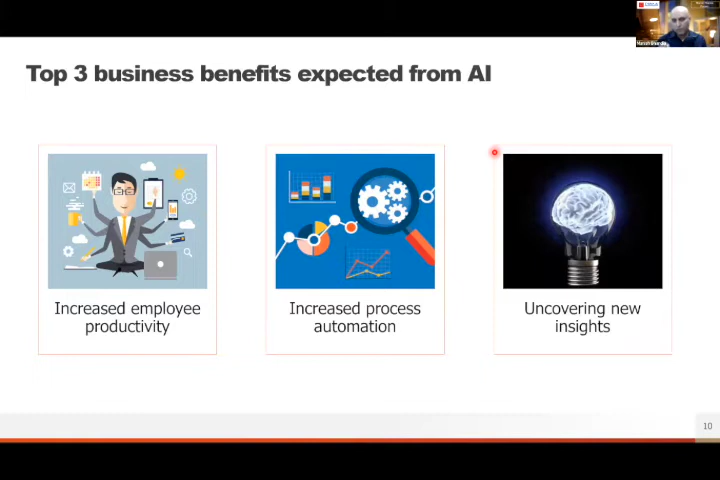 Top 3 business benefits expected from AI
Increased employee
productivity
Increased process
automation
Uncovering new
insights
10